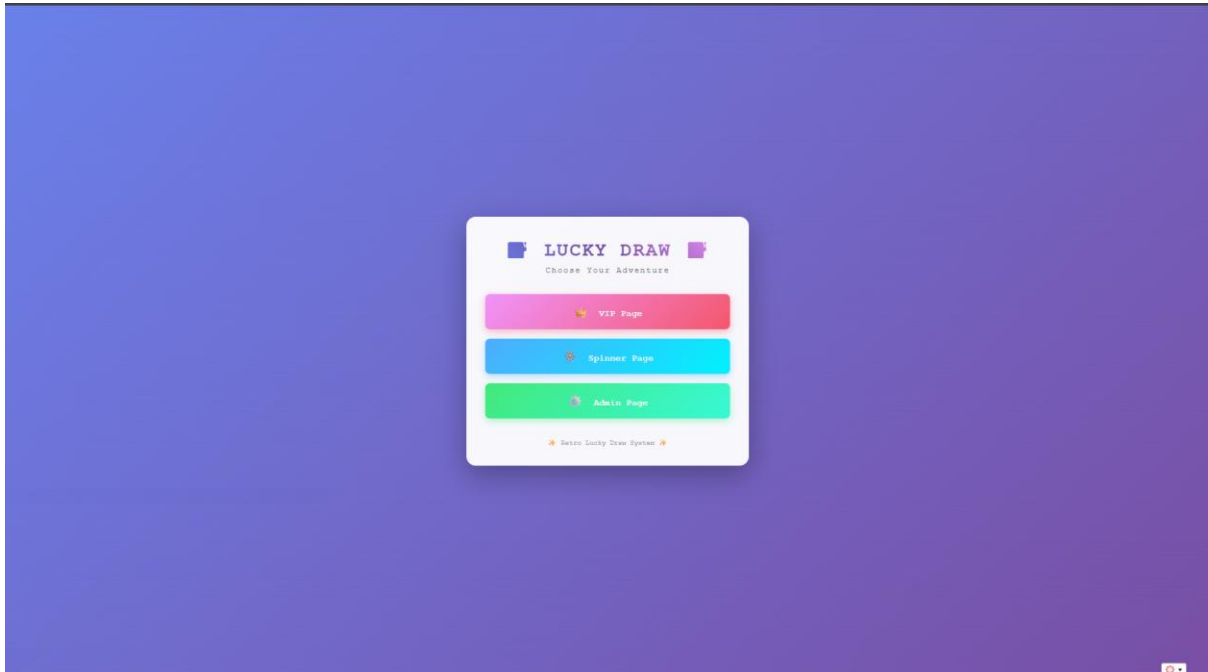 LUCKY DRAW
Choose Your Adventure
VIP Page
Spinner Page
Admin Page
✨ Retro Lucky Draw System ✨